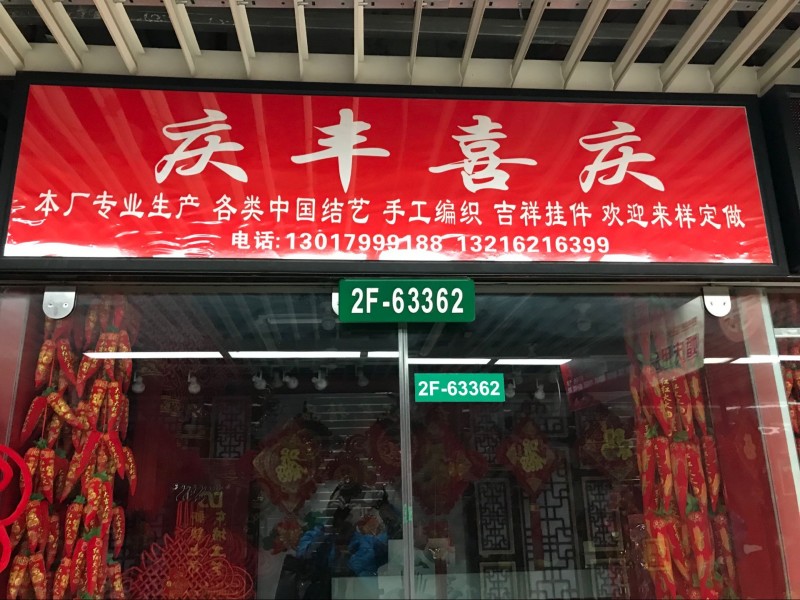 庆丰喜庆
本厂专业生产 各类中国结艺 手工编织 吉祥挂件 欢迎来样定做
电话:13017999188 13216216399
2F-63362
2F-63362